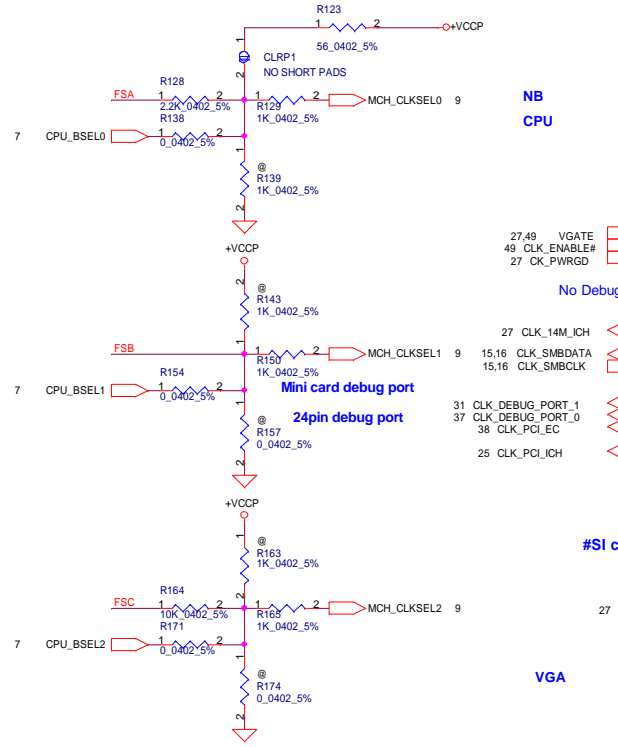 R123
1 2 +VCCP
56_0402_5%
1
CLRP1
2 NO SHORT PADS
R128
FSA 1 2 R129 1 2 MCH_CLKSEL0 9 NB
2.2K_0402_5% 1K_0402_5%
R138 CPU
7 CPU_BSEL0 1 2
0_0402_5%
1 @
R139
1K_0402_5%
2
+VCCP
27,49 VGATE
49 CLK_ENABLE#
27 CK_PWRGD
2 @
R143
1K_0402_5%
1
No Debug
27 CLK_14M_ICH
FSB 1 2 MCH_CLKSEL1 9 15,16 CLK_SMBDATA
R150
15,16 CLK_SMBCLK
R154 1K_0402_5%
7 CPU_BSEL1 1 2 Mini card debug port
0_0402_5%
31 CLK_DEBUG_PORT_1
1 @
37 CLK_DEBUG_PORT_0
24pin debug port
R157
38 CLK_PCI_EC
0_0402_5%
2
25 CLK_PCI_ICH
+VCCP
1 @
R163
1K_0402_5%
2
#SI c
R164
FSC 1 2 R165 1 2 MCH_CLKSEL2 9 27
10K_0402_5% 1K_0402_5%
R171
7 CPU_BSEL2 1 2
0_0402_5%
1 @
R174
0_0402_5%
2
VGA